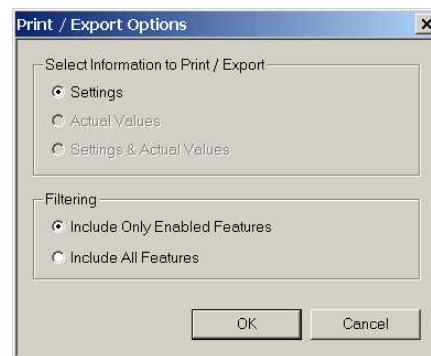 Print / Export Options
Select Information to Print / Export
Settings
Actual Values
Settings & Actual Values
Filtering
Include Only Enabled Features
Include All Features
OK
Cancel